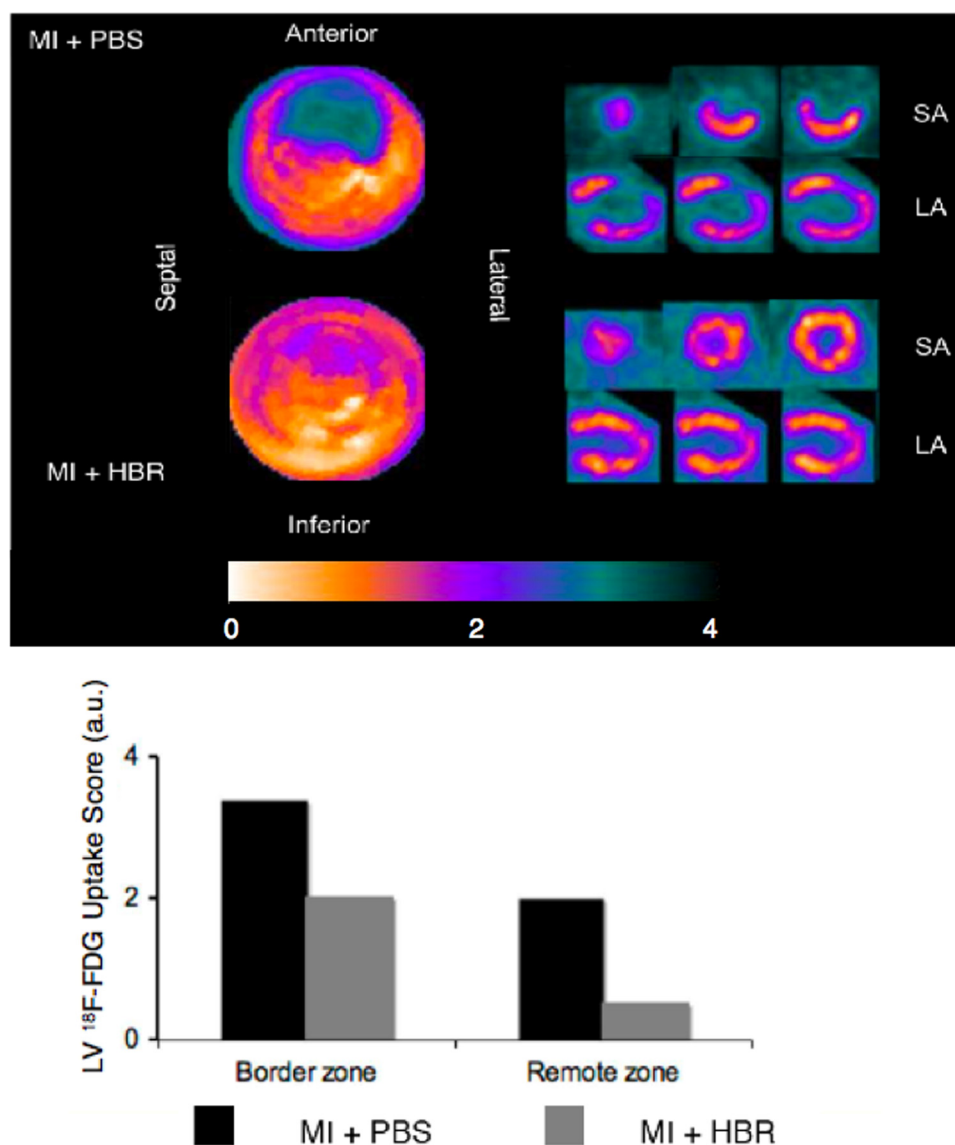 MI + PBS
Anterior
SA
LA
Septal
Lateral
SA
LA
MI + HBR
Inferior
0 2 4
LV ¹⁸F-FDG Uptake Score (a.u.)
4
2
0
Border zone Remote zone
MI + PBS MI + HBR